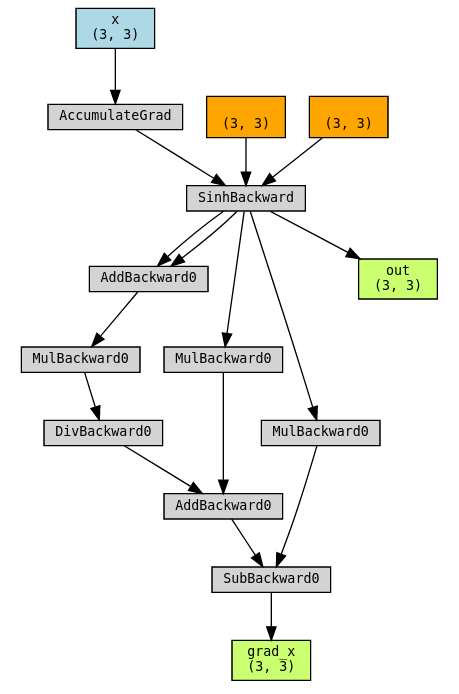 x
(3, 3)
AccumulateGrad
(3, 3)
(3, 3)
SinhBackward
AddBackward0
out
(3, 3)
MulBackward0
MulBackward0
DivBackward0
MulBackward0
AddBackward0
SubBackward0
grad_x
(3, 3)